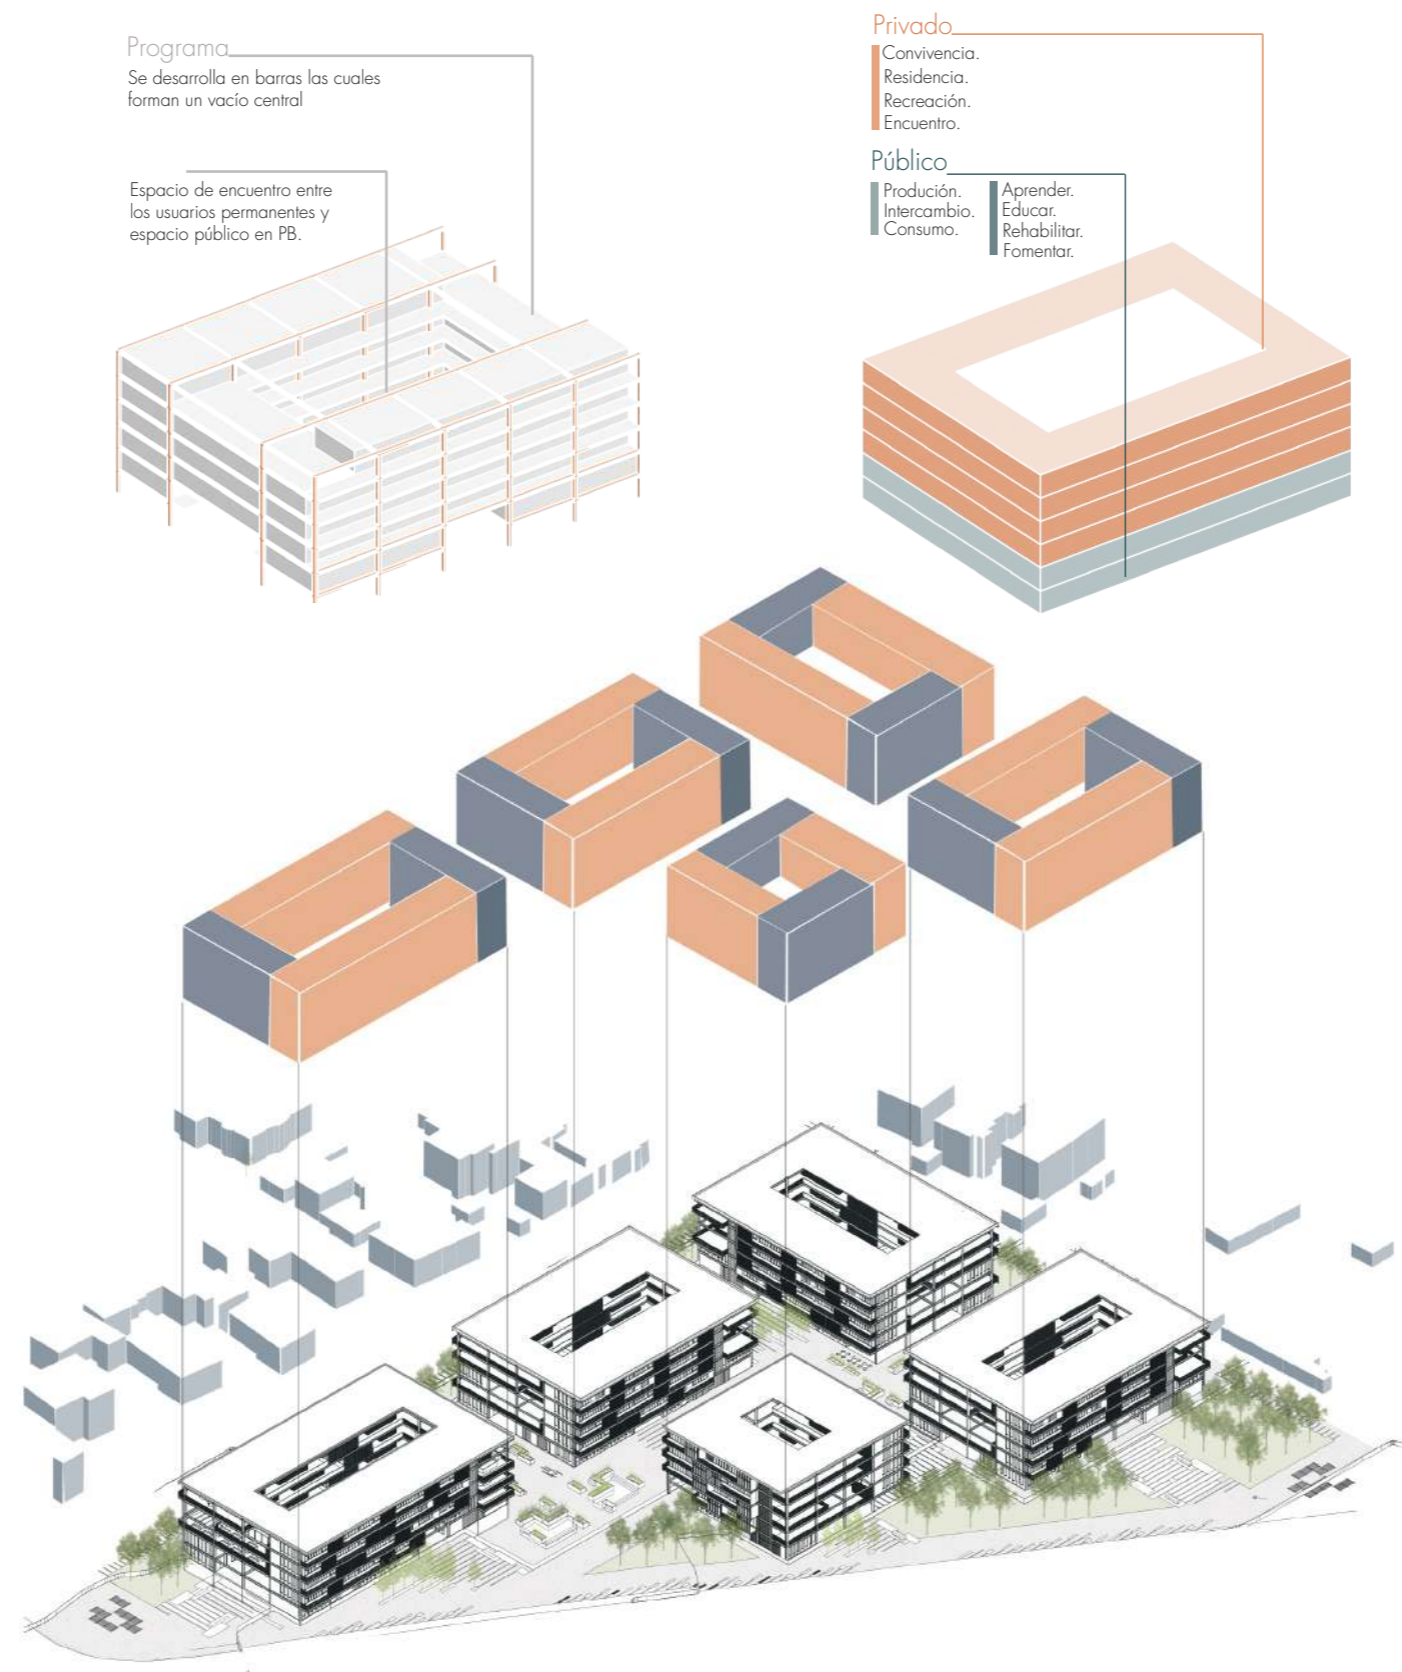 Programa
Se desarrolla en barras las cuales
forman un vacío central
Espacio de encuentro entre
los usuarios permanentes y
espacio público en PB.
Privado
Convivencia.
Residencia.
Recreación.
Encuentro.
Público
Produción.
Intercambio.
Consumo.
Aprender.
Educar.
Rehabilitar.
Fomentar.